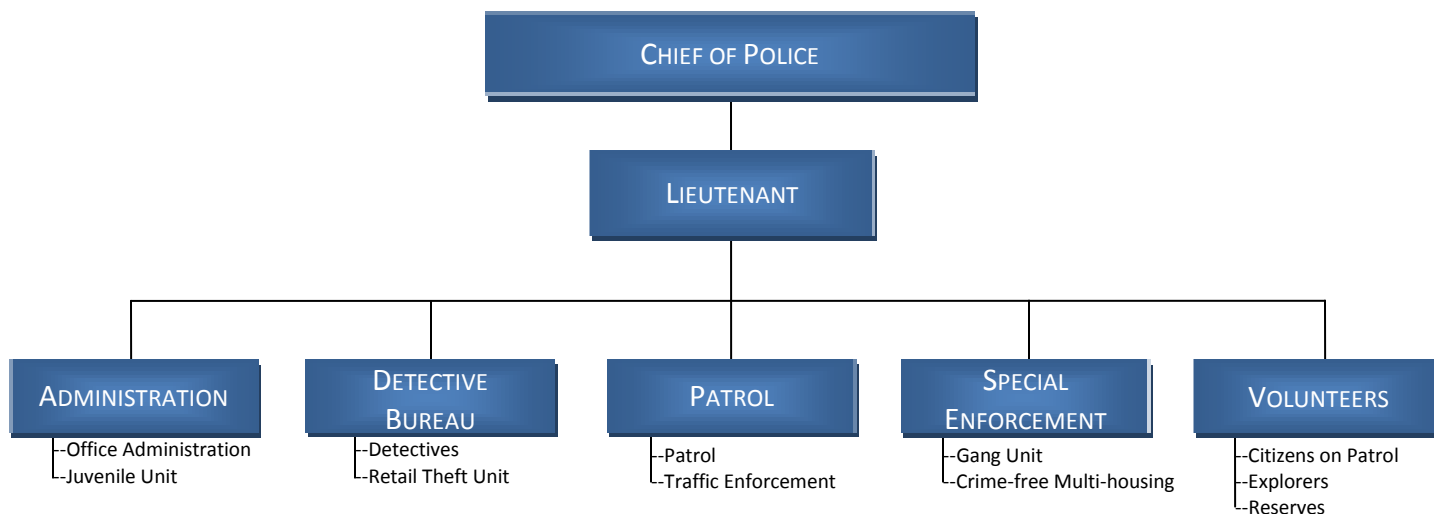 CHIEF OF POLICE
LIEUTENANT
ADMINISTRATION
--Office Administration
--Juvenile Unit
DETECTIVE
BUREAU
--Detectives
--Retail Theft Unit
PATROL
--Patrol
--Traffic Enforcement
SPECIAL
ENFORCEMENT
--Gang Unit
--Crime-free Multi-housing
VOLUNTEERS
--Citizens on Patrol
--Explorers
--Reserves